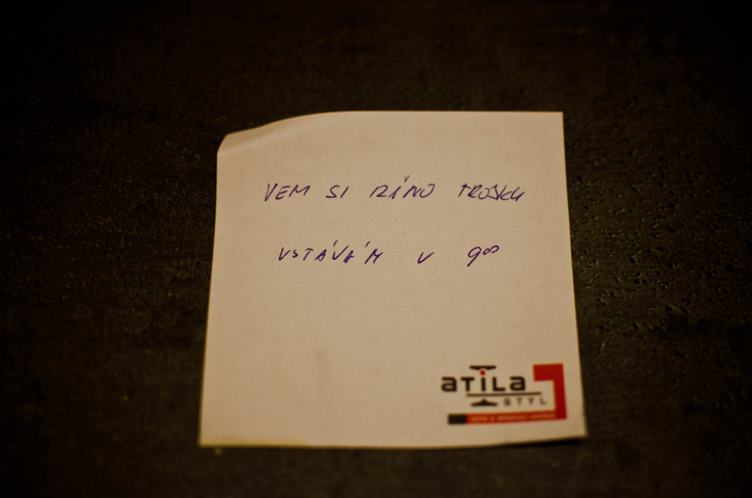 VEM SI RÁNO TROŠKU
VSTÁVÁM V 9⁰⁰
atila
STYL